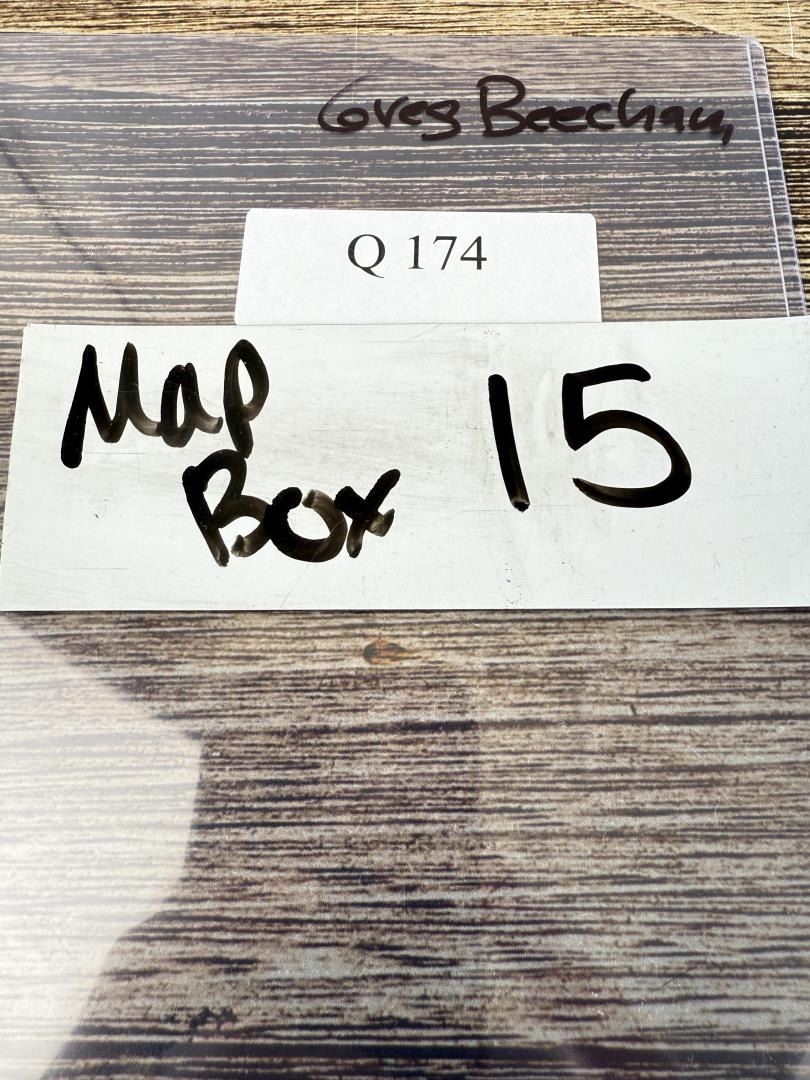 Greg Beecham
Q 174
Map 15
Box